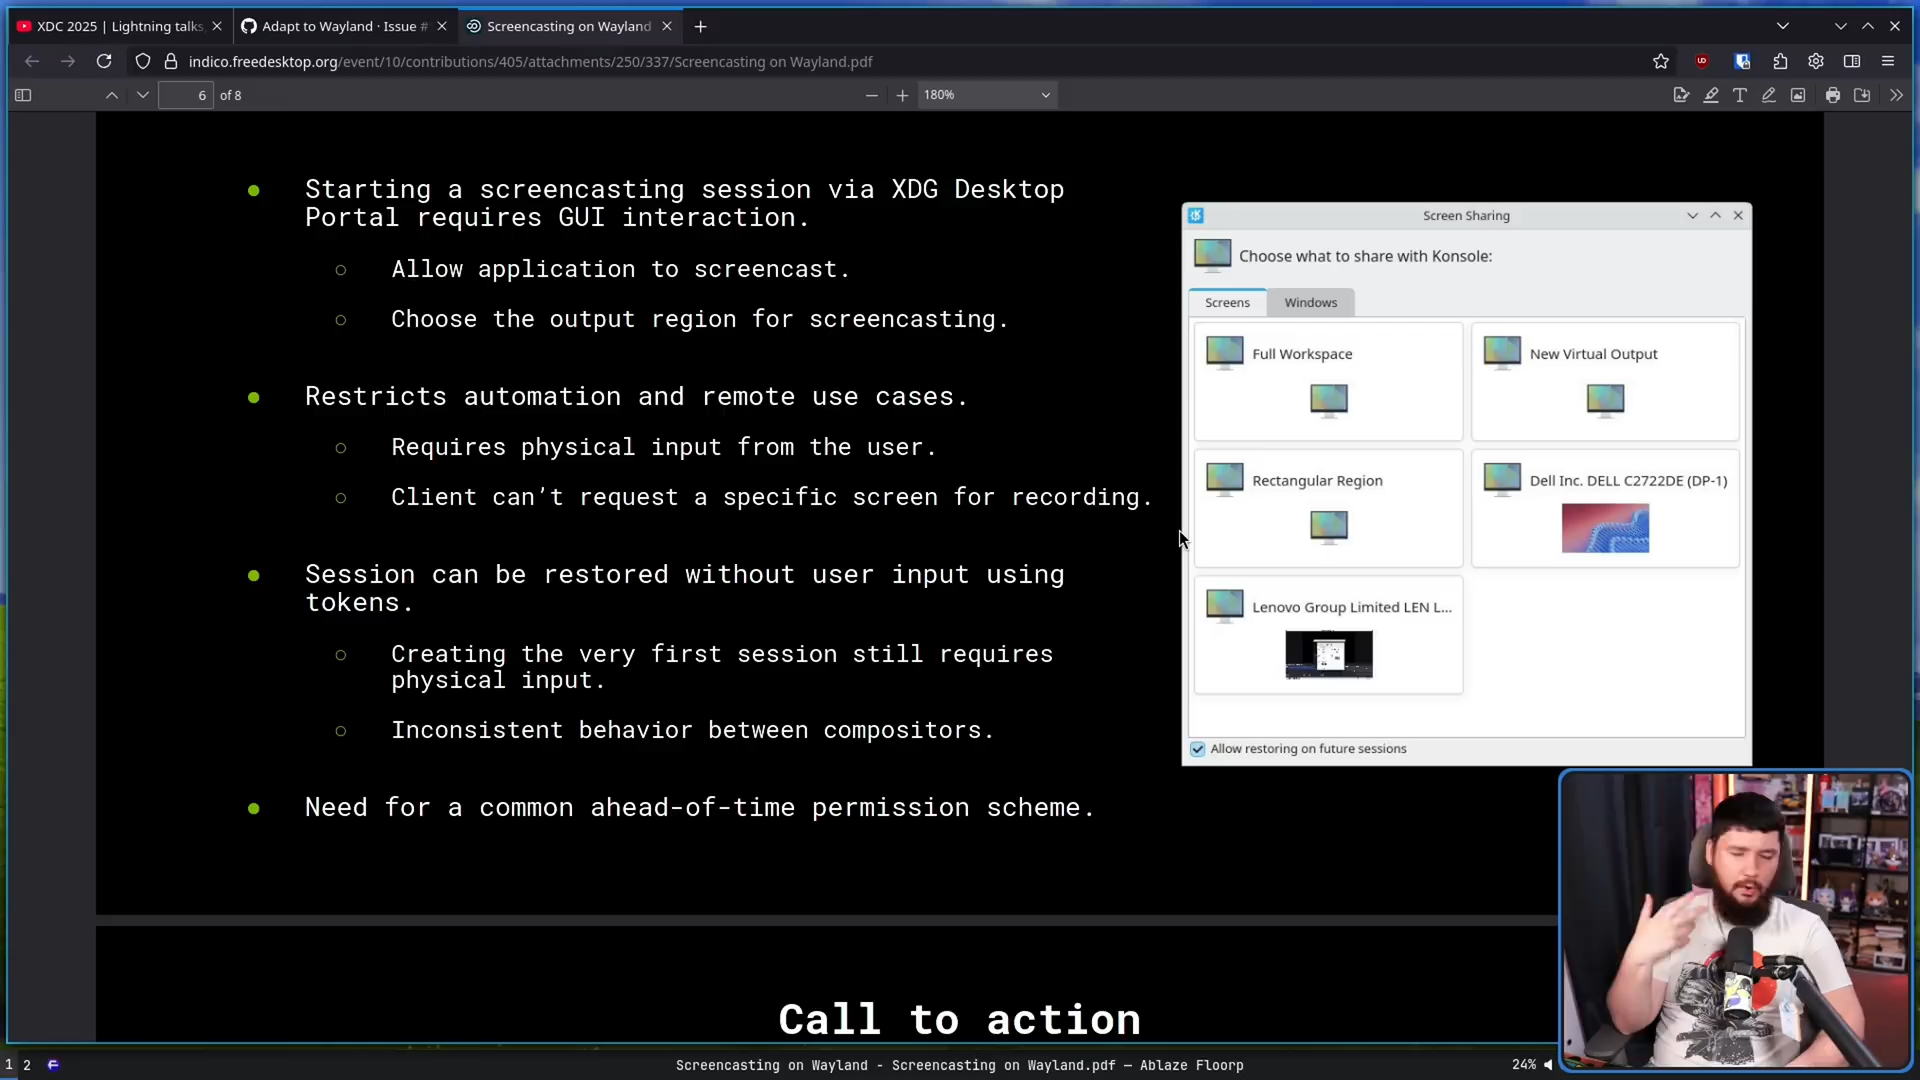 XDC 2025 | Lightning talks
Adapt to Wayland · Issue #
Screencasting on Wayland
indico.freedesktop.org/event/10/contributions/405/attachments/250/337/Screencasting on Wayland.pdf
6 of 8
180%
Starting a screencasting session via XDG Desktop
Portal requires GUI interaction.
Allow application to screencast.
Choose the output region for screencasting.
Restricts automation and remote use cases.
Requires physical input from the user.
Client can’t request a specific screen for recording.
Session can be restored without user input using
tokens.
Creating the very first session still requires
physical input.
Inconsistent behavior between compositors.
Need for a common ahead-of-time permission scheme.
Screen Sharing
Choose what to share with Konsole:
Screens
Windows
Full Workspace
New Virtual Output
Rectangular Region
Dell Inc. DELL C2722DE (DP-1)
Lenovo Group Limited LEN L...
Allow restoring on future sessions
Call to action
1 2
Screencasting on Wayland - Screencasting on Wayland.pdf — Ablaze Floorp
24%